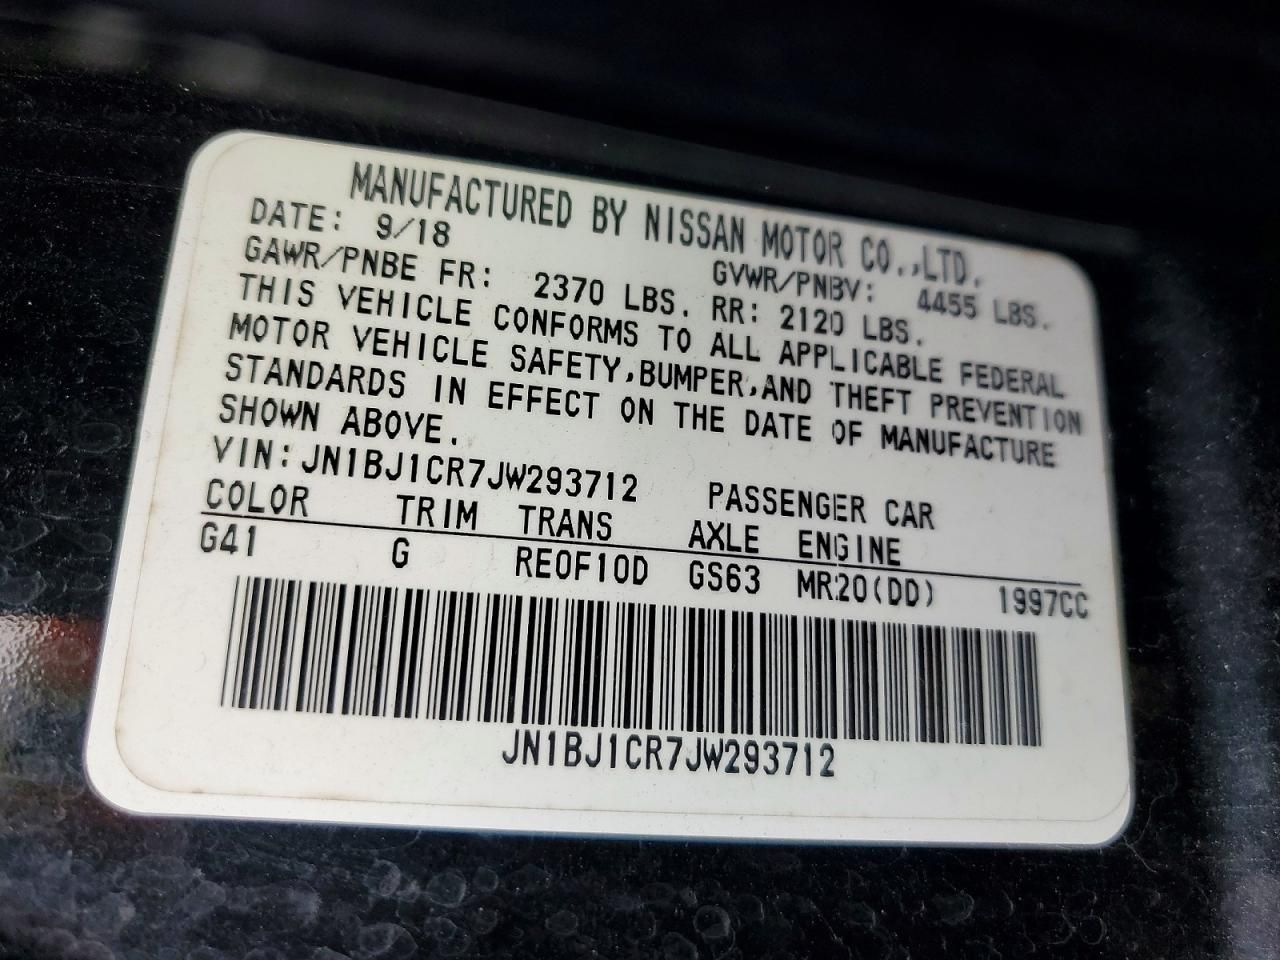 MANUFACTURED BY NISSAN MOTOR CO.,LTD.
DATE: 9/18 GVWR/PNBV: 4455 LBS.
GAWR/PNBE FR: 2370 LBS. RR: 2120 LBS.
THIS VEHICLE CONFORMS TO ALL APPLICABLE FEDERAL
MOTOR VEHICLE SAFETY,BUMPER,AND THEFT PREVENTION
STANDARDS IN EFFECT ON THE DATE OF MANUFACTURE
SHOWN ABOVE.
VIN:JN1BJ1CR7JW293712 PASSENGER CAR
COLOR TRIM TRANS AXLE ENGINE
G41 G RE0F10D GS63 MR20(DD) 1997CC
JN1BJ1CR7JW293712